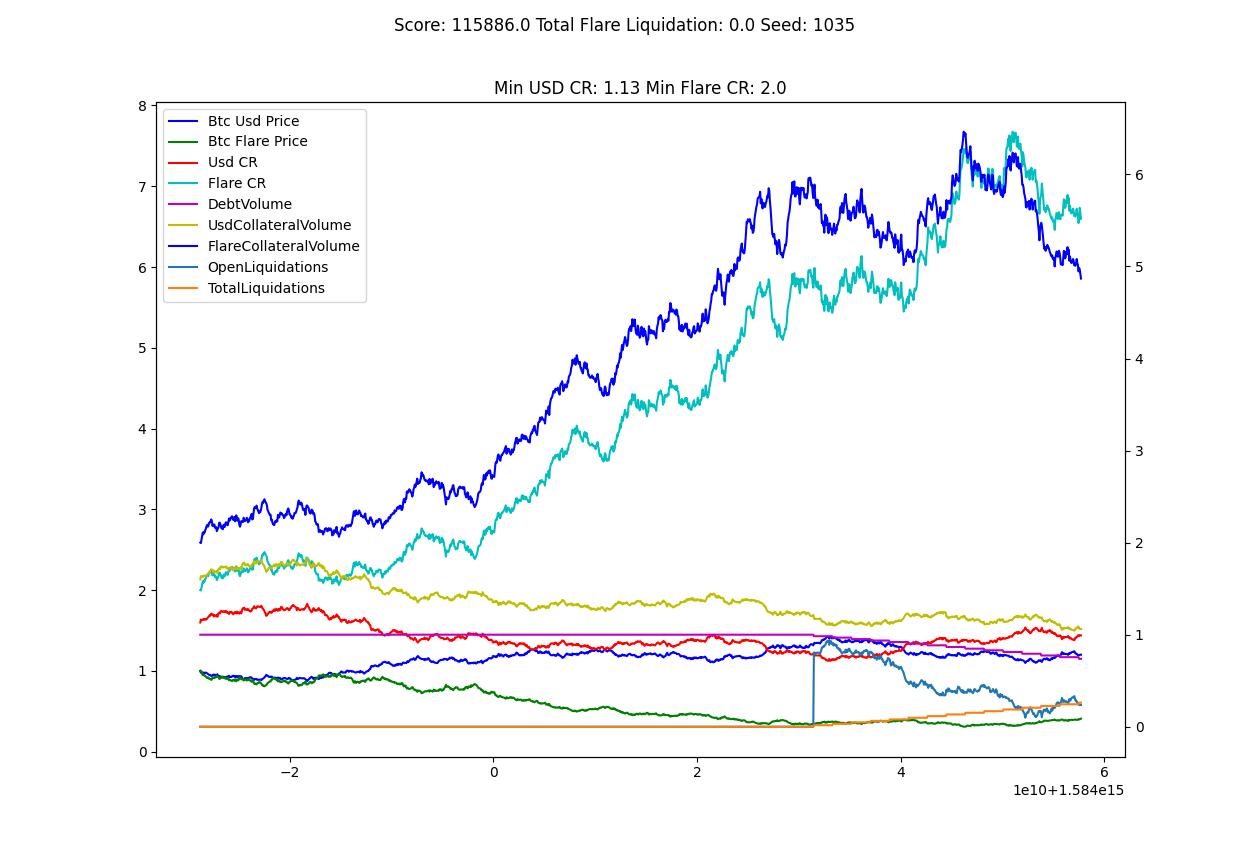 Score: 115886.0 Total Flare Liquidation: 0.0 Seed: 1035
Min USD CR: 1.13 Min Flare CR: 2.0
Btc Usd Price
Btc Flare Price
Usd CR
Flare CR
DebtVolume
UsdCollateralVolume
FlareCollateralVolume
OpenLiquidations
TotalLiquidations
8
7
6
5
4
3
2
1
0
6
5
4
3
2
1
0
−2
0
2
4
6
1e10+1.584e15